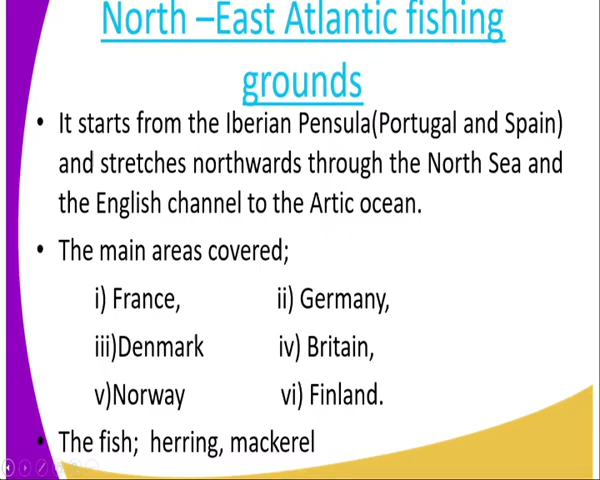 North –East Atlantic fishing
grounds
• It starts from the Iberian Pensula(Portugal and Spain)
and stretches northwards through the North Sea and
the English channel to the Artic ocean.
• The main areas covered;
i) France, ii) Germany,
iii)Denmark iv) Britain,
v)Norway vi) Finland.
• The fish; herring, mackerel